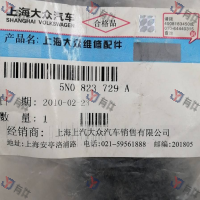 上海大众汽车
SHANGHAI VOLKSWAGEN
合格品
产品名: 上海大众维修配件
5N0 823 729 A
日期: 2010-02-22
数量: 1
经销商: 上海上汽大众汽车销售有限公司
上海安亭洛浦路 电话:021-59561888 邮编:201805